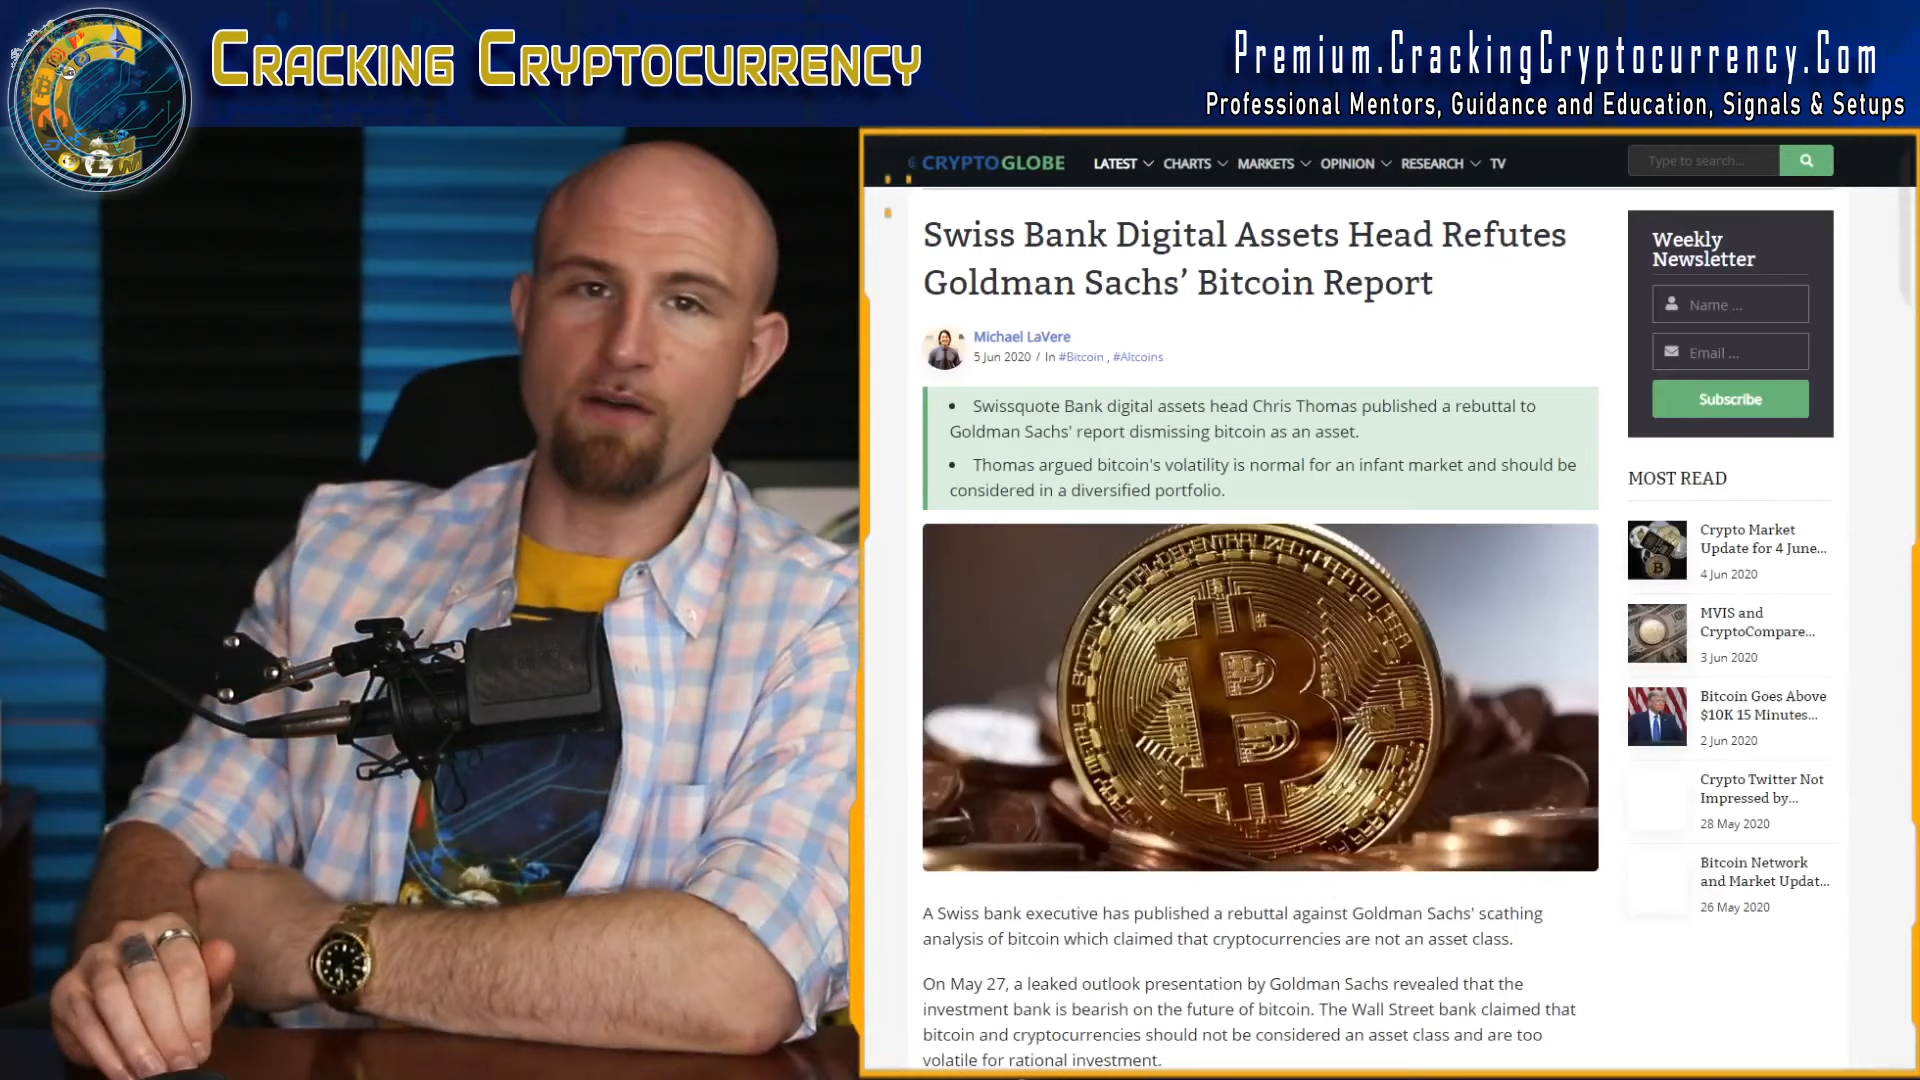 CRACKING CRYPTOCURRENCY
Premium.CrackingCryptocurrency.Com
Professional Mentors, Guidance and Education, Signals & Setups
CRYPTOGLOBE
LATEST
CHARTS
MARKETS
OPINION
RESEARCH
TV
Type to search...
Swiss Bank Digital Assets Head Refutes
Goldman Sachs’ Bitcoin Report
Michael LaVere
5 Jun 2020 / In #Bitcoin , #Altcoins
• Swissquote Bank digital assets head Chris Thomas published a rebuttal to
Goldman Sachs' report dismissing bitcoin as an asset.
• Thomas argued bitcoin's volatility is normal for an infant market and should be
considered in a diversified portfolio.
A Swiss bank executive has published a rebuttal against Goldman Sachs' scathing
analysis of bitcoin which claimed that cryptocurrencies are not an asset class.
On May 27, a leaked outlook presentation by Goldman Sachs revealed that the
investment bank is bearish on the future of bitcoin. The Wall Street bank claimed that
bitcoin and cryptocurrencies should not be considered an asset class and are too
volatile for rational investment.
Weekly
Newsletter
Name ...
Email ...
Subscribe
MOST READ
Crypto Market
Update for 4 June...
4 Jun 2020
MVIS and
CryptoCompare...
3 Jun 2020
Bitcoin Goes Above
$10K 15 Minutes...
2 Jun 2020
Crypto Twitter Not
Impressed by...
28 May 2020
Bitcoin Network
and Market Updat...
26 May 2020